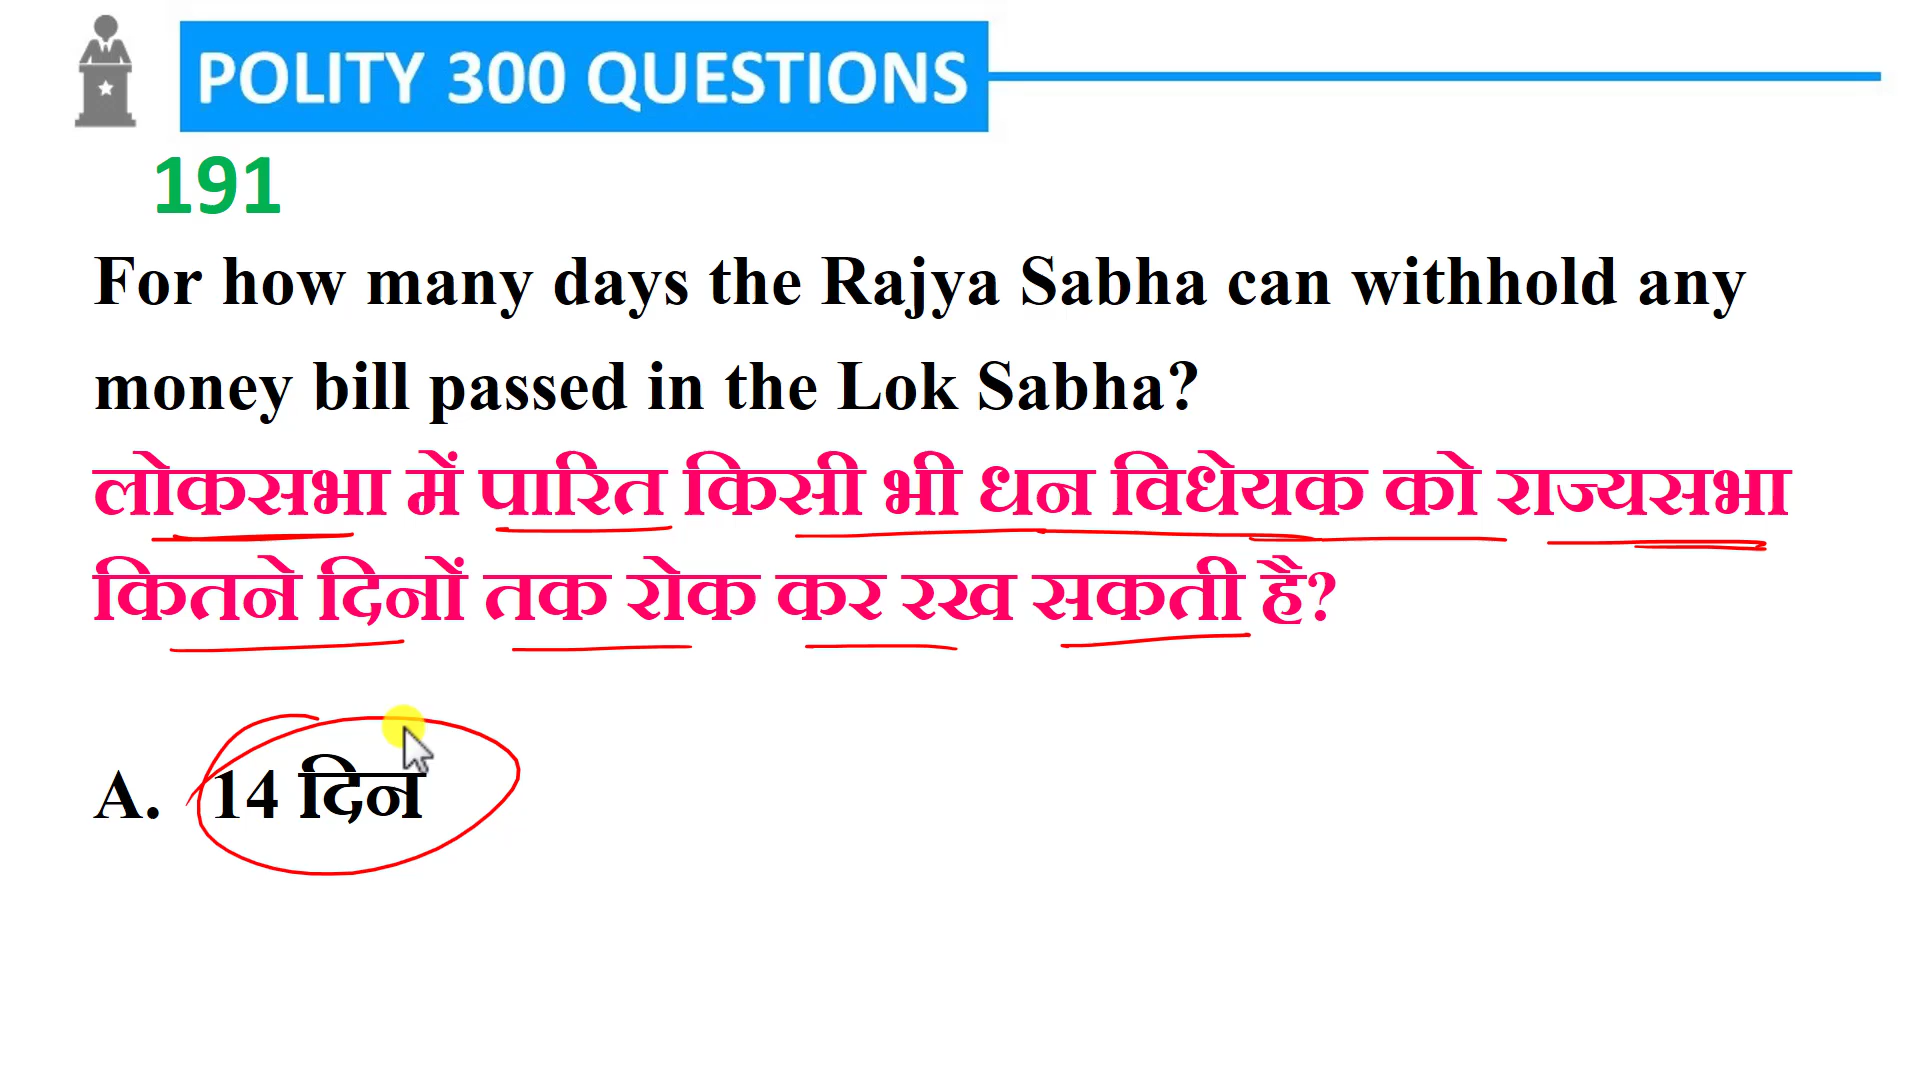 POLITY 300 QUESTIONS
191
For how many days the Rajya Sabha can withhold any
money bill passed in the Lok Sabha?
लोकसभा में पारित किसी भी धन विधेयक को राज्यसभा
कितने दिनों तक रोक कर रख सकती है?
A. 14 दिन